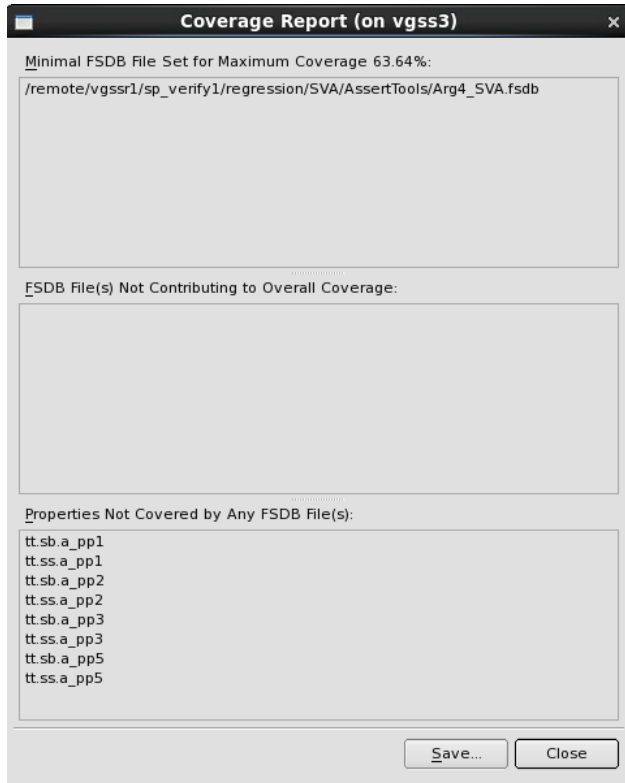 Coverage Report (on vgss3)
Minimal FSDB File Set for Maximum Coverage 63.64%:
/remote/vgssr1/sp_verify1/regression/SVA/AssertTools/Arg4_SVA.fsdb
FSDB File(s) Not Contributing to Overall Coverage:
Properties Not Covered by Any FSDB File(s):
tt.sb.a_pp1
tt.ss.a_pp1
tt.sb.a_pp2
tt.ss.a_pp2
tt.sb.a_pp3
tt.ss.a_pp3
tt.sb.a_pp5
tt.ss.a_pp5
Save... Close